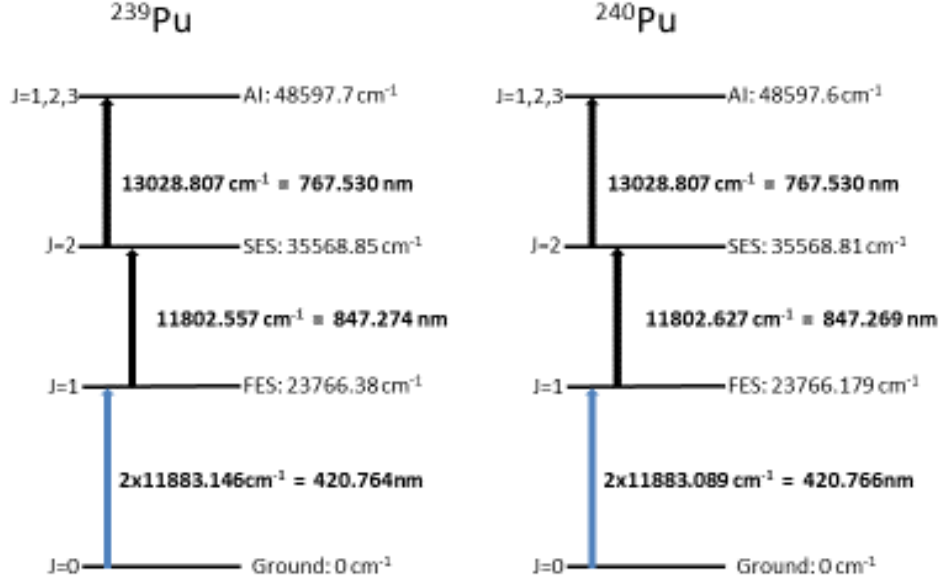 ²³⁹Pu
J=1,2,3
AI: 48597.7 cm⁻¹
13028.807 cm⁻¹ = 767.530 nm
J=2
SES: 35568.85 cm⁻¹
11802.557 cm⁻¹ = 847.274 nm
J=1
FES: 23766.38 cm⁻¹
2x11883.146cm⁻¹ = 420.764nm
J=0
Ground: 0 cm⁻¹
²⁴⁰Pu
J=1,2,3
AI: 48597.6 cm⁻¹
13028.807 cm⁻¹ = 767.530 nm
J=2
SES: 35568.81 cm⁻¹
11802.627 cm⁻¹ = 847.269 nm
J=1
FES: 23766.179 cm⁻¹
2x11883.089 cm⁻¹ = 420.766nm
J=0
Ground: 0 cm⁻¹